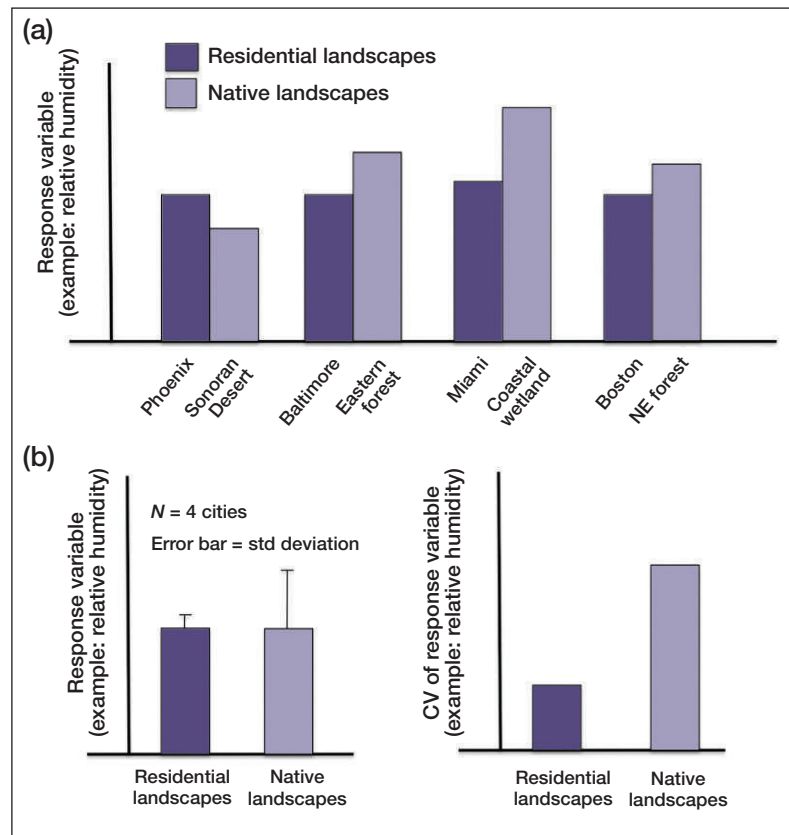 (a)
Residential landscapes
Native landscapes
Response variable
(example: relative humidity)
Phoenix
Sonoran
Desert
Baltimore
Eastern
forest
Miami
Coastal
wetland
Boston
NE forest
(b)
Response variable
(example: relative humidity)
N = 4 cities
Error bar = std deviation
Residential
landscapes
Native
landscapes
CV of response variable
(example: relative humidity)
Residential
landscapes
Native
landscapes